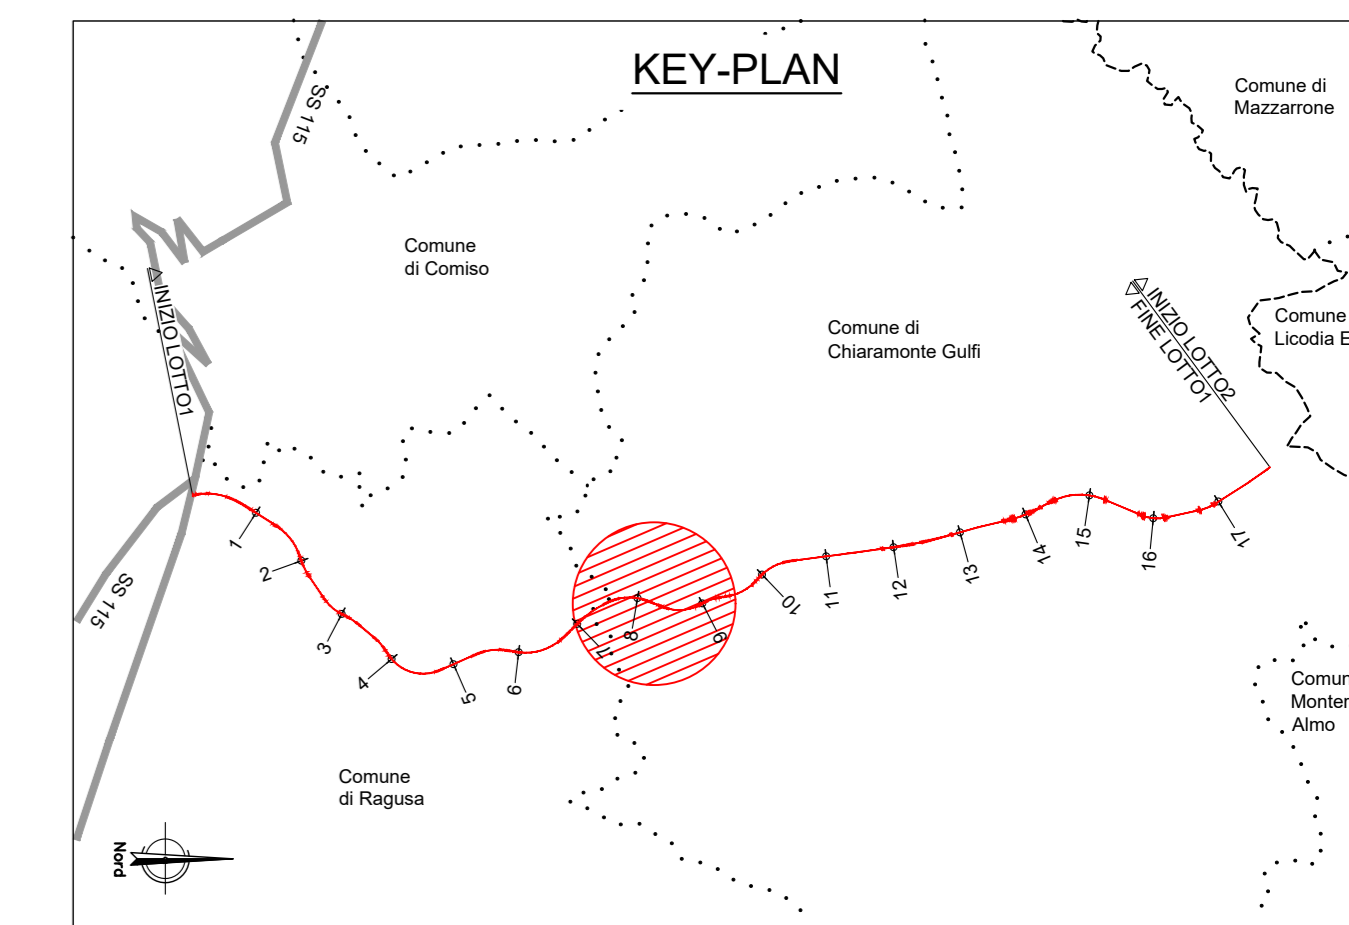 KEY-PLAN
SS 115
Comune di
Mazzarrone
Comune
di Comiso
INIZIO LOTTO1
Comune di
Chiaramonte Gulfi
INIZIO LOTTO2
FINE LOTTO1
Comune
Licodia E
SS 115
1
2
3
4
5
6
7
8
9
10
11
12
13
14
15
16
17
Comun
Monter
Almo
Comune
di Ragusa
Nord